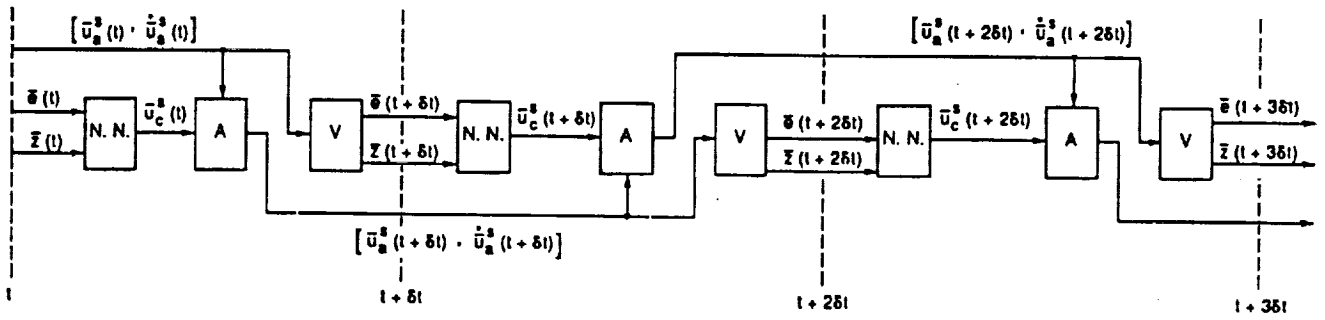 [ū_a^s(t) , u̇̄_a^s(t)]
[ū_a^s(t + 2δt) , u̇̄_a^s(t + 2δt)]
ē(t)
z̄(t)
N. N.
ū_c^s(t)
A
V
ē(t + δt)
z̄(t + δt)
N. N.
ū_c^s(t + δt)
A
V
ē(t + 2δt)
z̄(t + 2δt)
N. N.
ū_c^s(t + 2δt)
A
V
ē(t + 3δt)
z̄(t + 3δt)
[ū_a^s(t + δt) , u̇̄_a^s(t + δt)]
t
t + δt
t + 2δt
t + 3δt